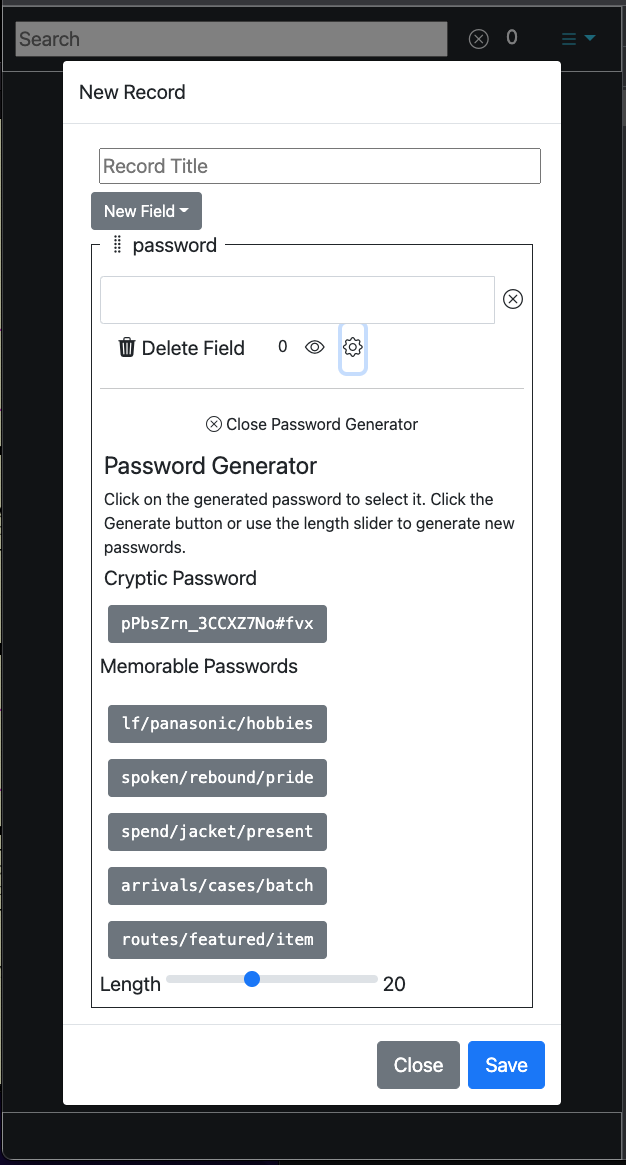 Search
0
New Record
Record Title
New Field
password
Delete Field
0
Close Password Generator
Password Generator
Click on the generated password to select it. Click the
Generate button or use the length slider to generate new
passwords.
Cryptic Password
pPbsZrn_3CCXZ7No#fvx
Memorable Passwords
lf/panasonic/hobbies
spoken/rebound/pride
spend/jacket/present
arrivals/cases/batch
routes/featured/item
Length 20
Close Save